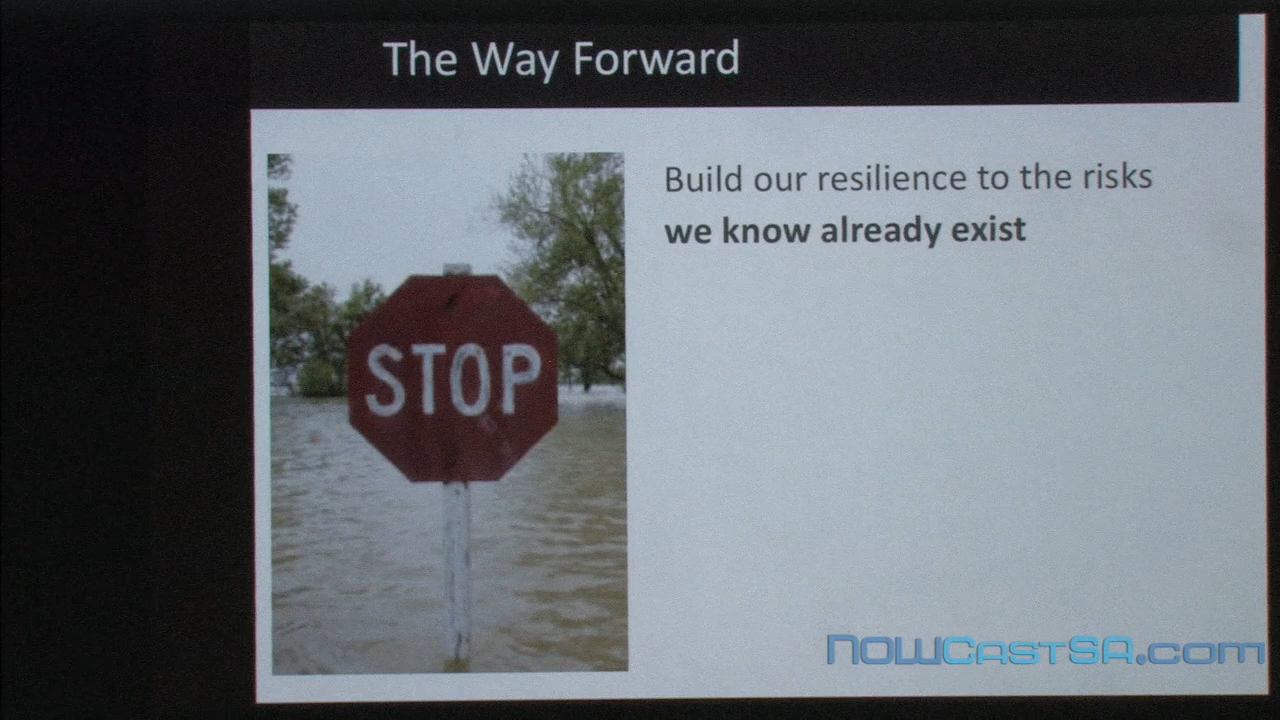 The Way Forward
Build our resilience to the risks
we know already exist
STOP
NOWCastSA.com